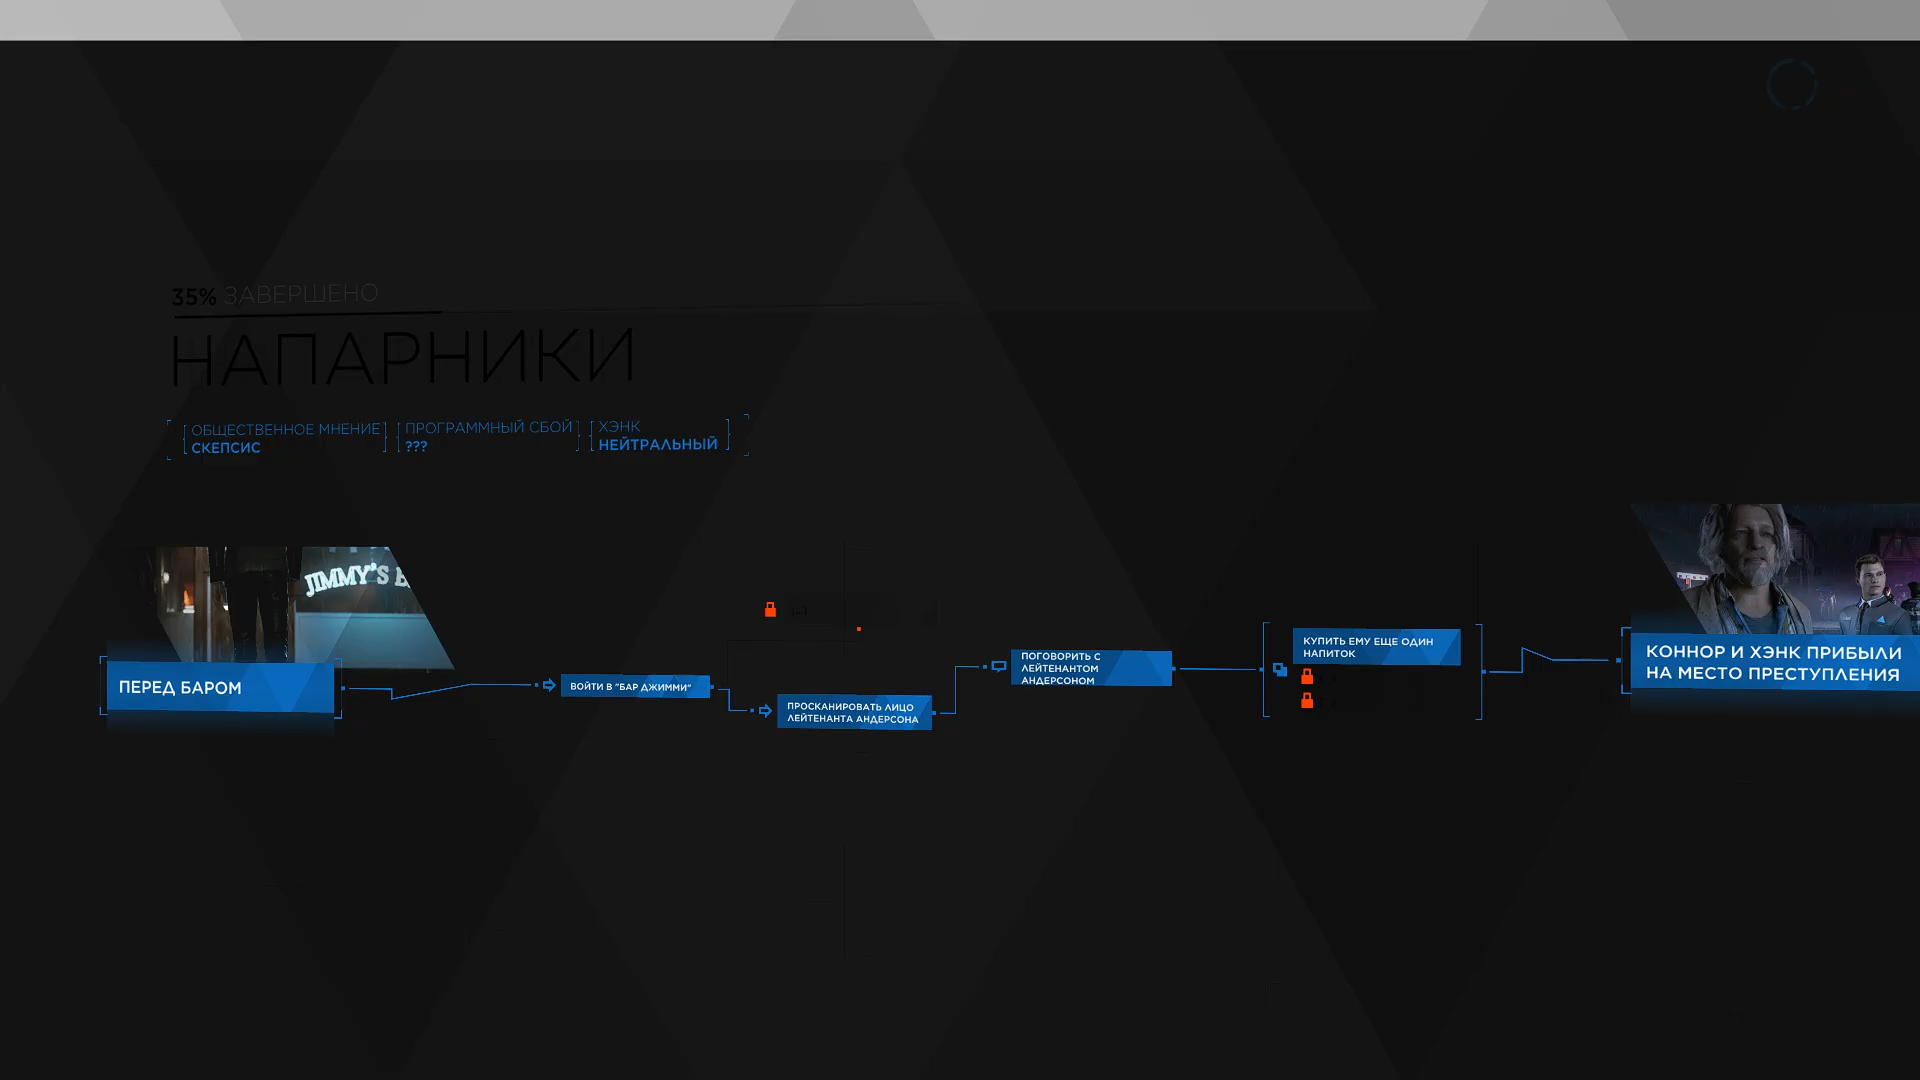 35% ЗАВЕРШЕНО
НАПАРНИКИ
ОБЩЕСТВЕННОЕ МНЕНИЕ
СКЕПСИС
ПРОГРАММНЫЙ СБОЙ
???
ХЭНК
НЕЙТРАЛЬНЫЙ
JIMMY'S B
ПЕРЕД БАРОМ
ВОЙТИ В "БАР ДЖИММИ"
ПРОСКАНИРОВАТЬ ЛИЦО
ЛЕЙТЕНАНТА АНДЕРСОНА
ПОГОВОРИТЬ С
ЛЕЙТЕНАНТОМ
АНДЕРСОНОМ
КУПИТЬ ЕМУ ЕЩЕ ОДИН
НАПИТОК
КОННОР И ХЭНК ПРИБЫЛИ
НА МЕСТО ПРЕСТУПЛЕНИЯ